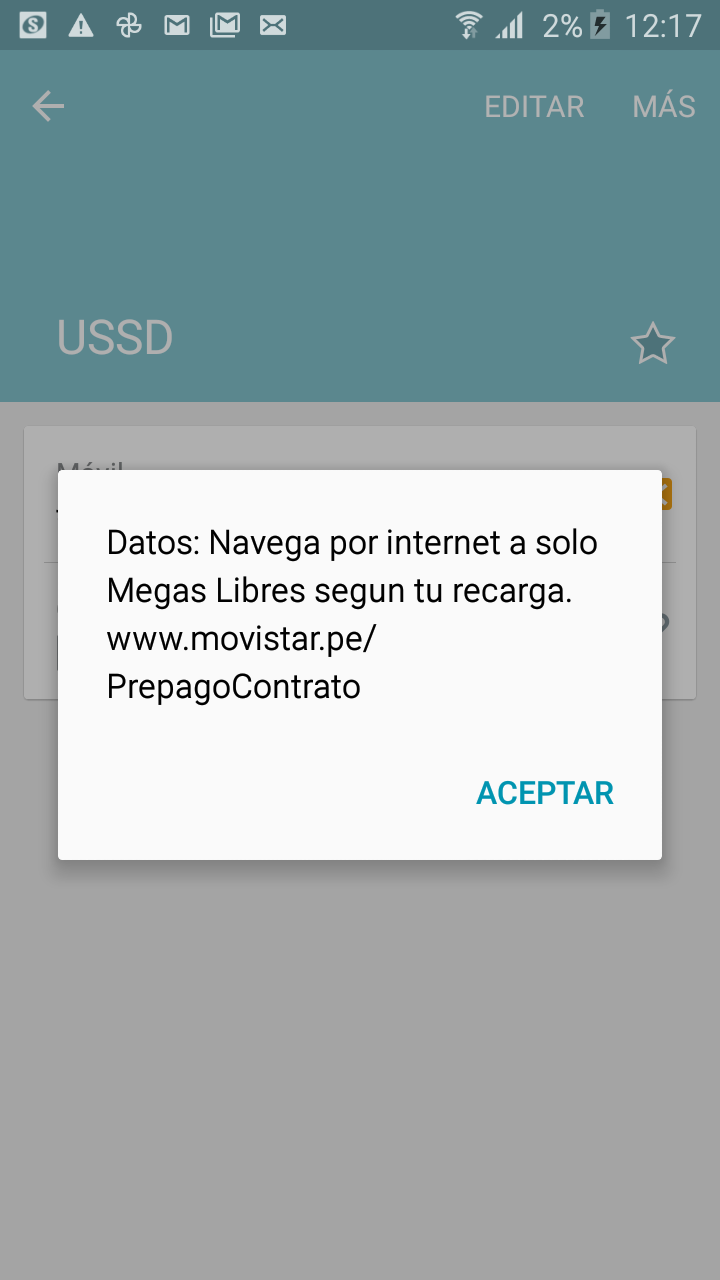 2% 12:17
EDITAR MÁS
USSD
Móvil
Datos: Navega por internet a solo
Megas Libres segun tu recarga.
www.movistar.pe/
PrepagoContrato
ACEPTAR